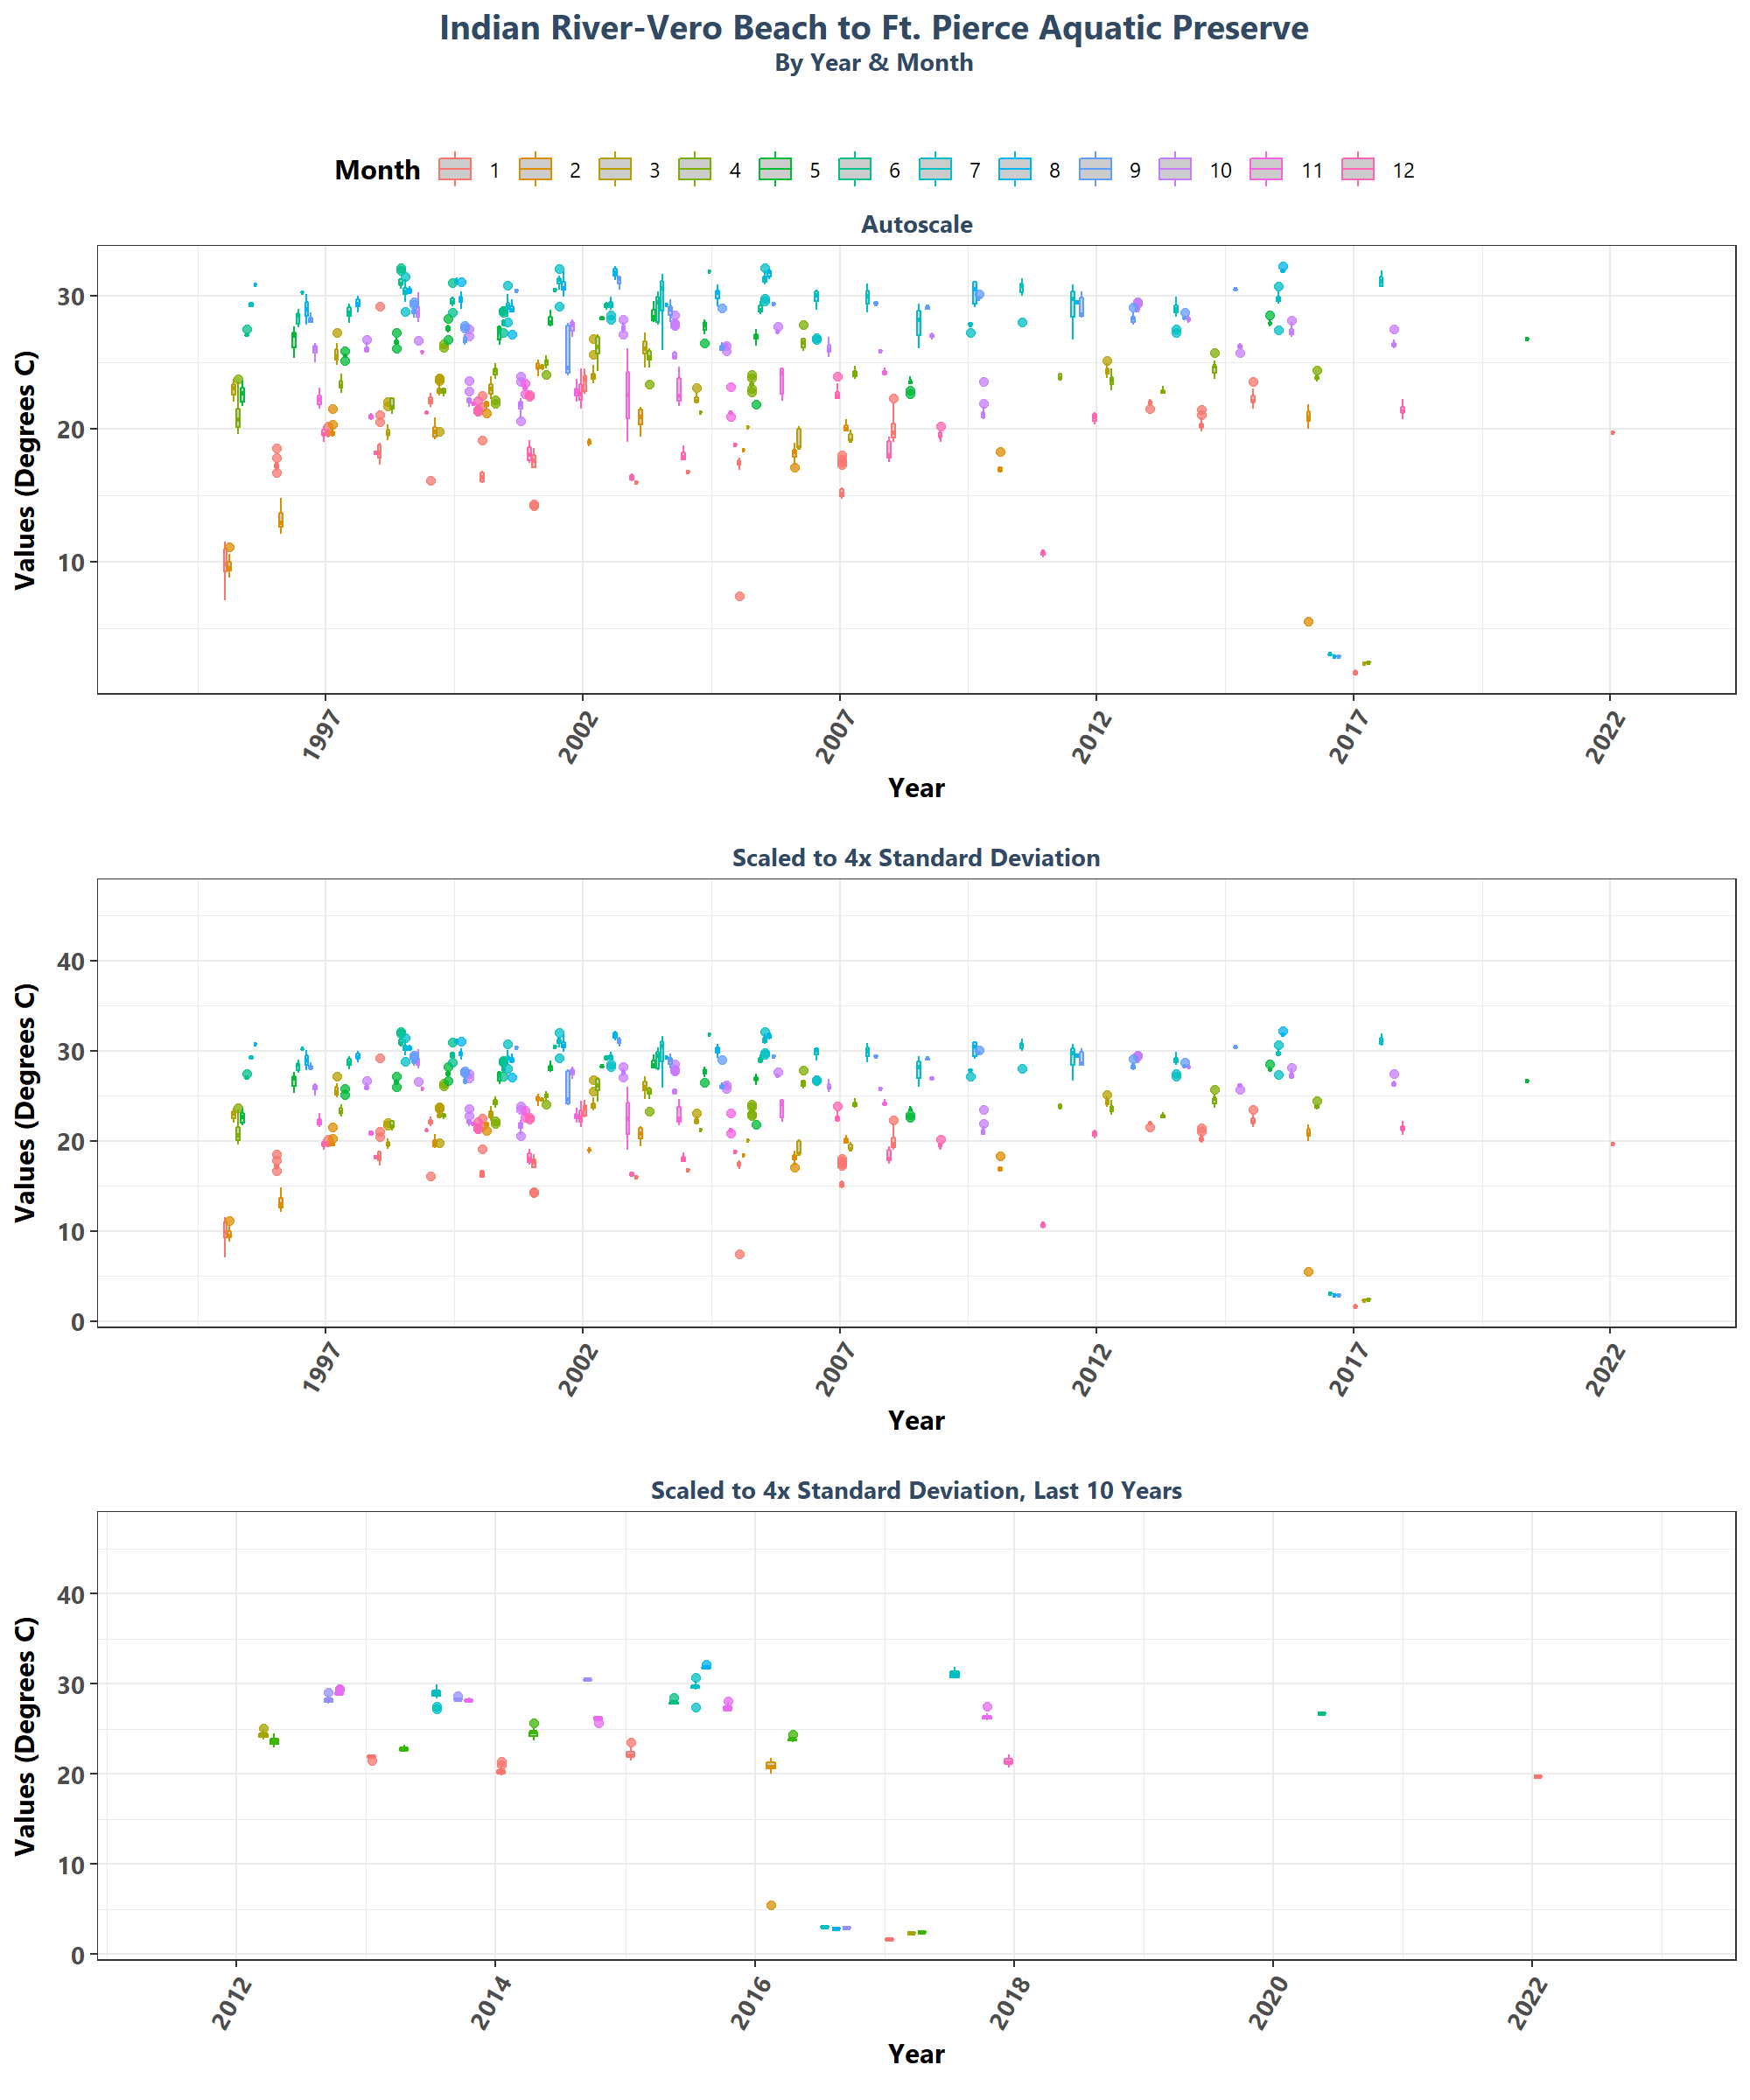 Indian River-Vero Beach to Ft. Pierce Aquatic Preserve
By Year & Month
Month 1 2 3 4 5 6 7 8 9 10 11 12
Autoscale
Values (Degrees C)
30
20
10
1997 2002 2007 2012 2017 2022
Year
Scaled to 4x Standard Deviation
Values (Degrees C)
40
30
20
10
0
1997 2002 2007 2012 2017 2022
Year
Scaled to 4x Standard Deviation, Last 10 Years
Values (Degrees C)
40
30
20
10
0
2012 2014 2016 2018 2020 2022
Year